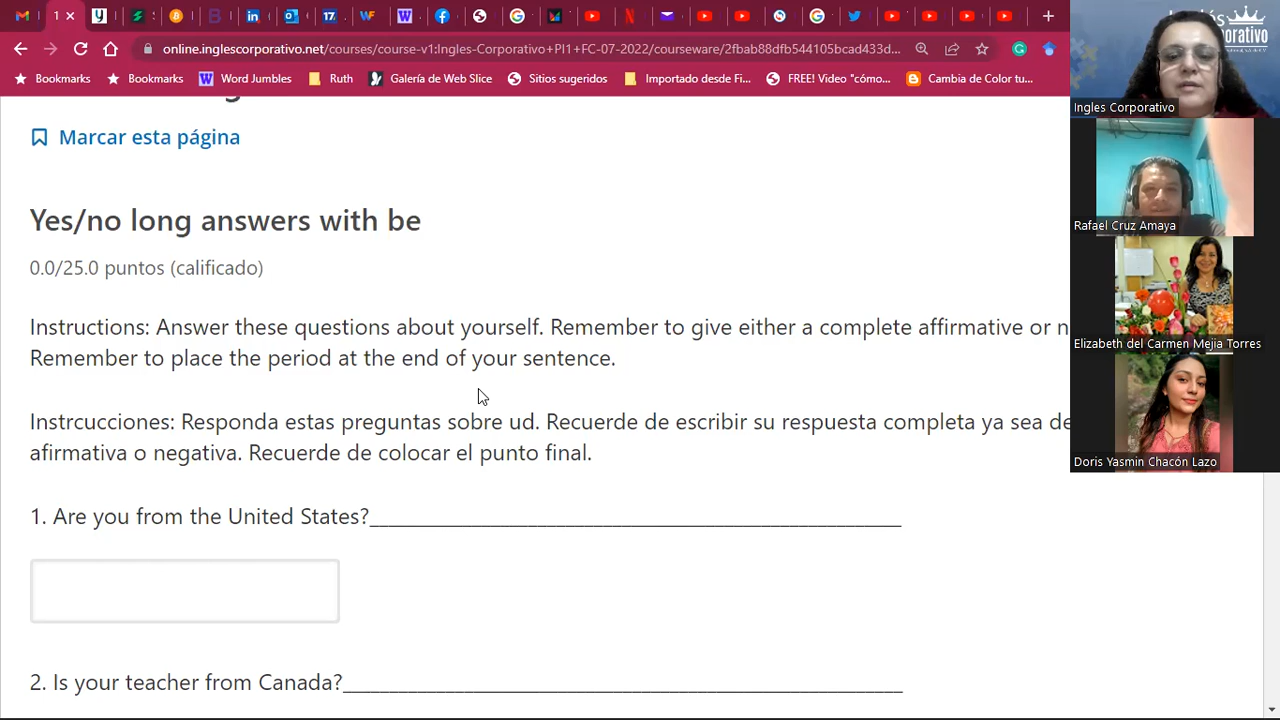 1
17
online.inglescorporativo.net/courses/course-v1:Ingles-Corporativo+PI1+FC-07-2022/courseware/2fbab88dfb544105bcad433d...
Bookmarks
Bookmarks
Word Jumbles
Ruth
Galería de Web Slice
Sitios sugeridos
Importado desde Fi...
FREE! Video "cómo...
Cambia de Color tu...
Marcar esta página
Yes/no long answers with be
0.0/25.0 puntos (calificado)
Instructions: Answer these questions about yourself. Remember to give either a complete affirmative or n
Remember to place the period at the end of your sentence.
Instrcucciones: Responda estas preguntas sobre ud. Recuerde de escribir su respuesta completa ya sea de
afirmativa o negativa. Recuerde de colocar el punto final.
1. Are you from the United States?
2. Is your teacher from Canada?
Ingles Corporativo
Rafael Cruz Amaya
Elizabeth del Carmen Mejía Torres
Doris Yasmin Chacón Lazo